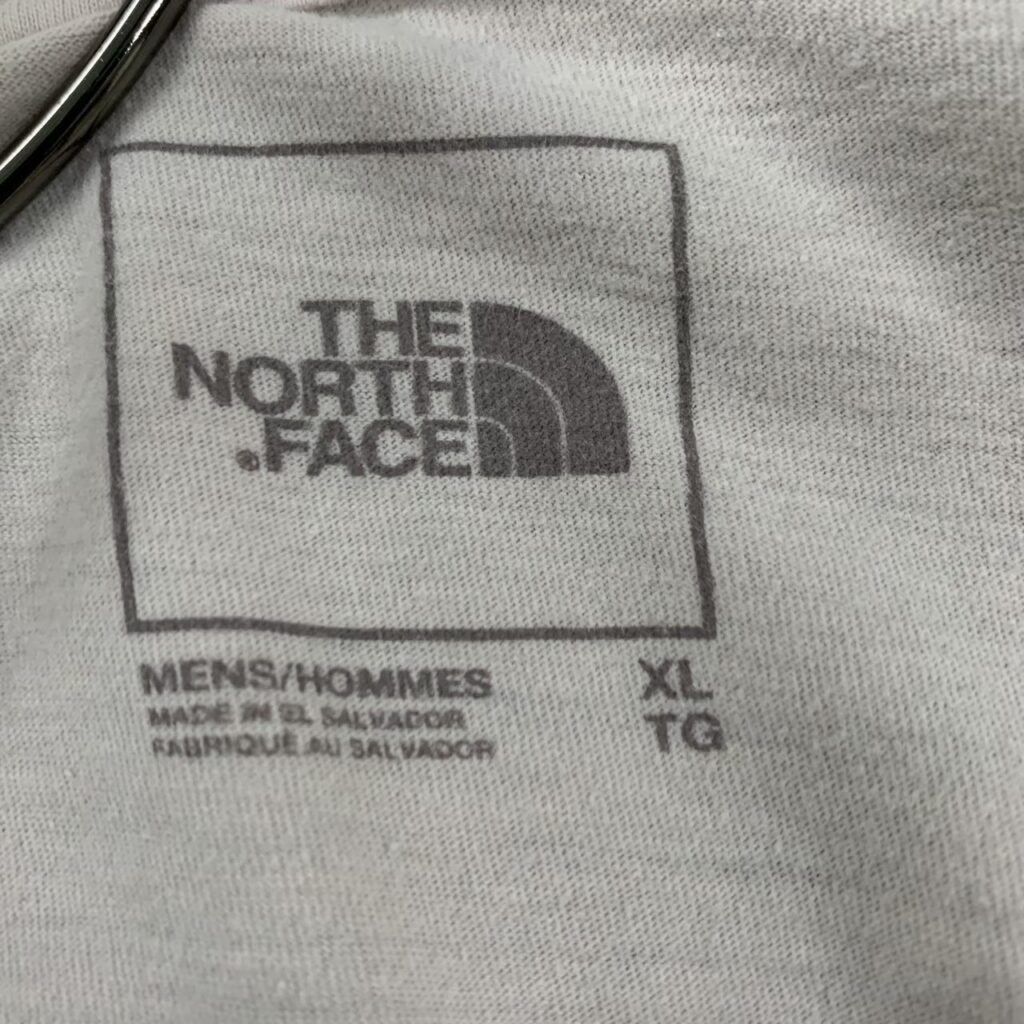 THE
NORTH
FACE®
MENS/HOMMES XL
MADE IN EL SALVADOR TG
FABRIQUÉ AU SALVADOR